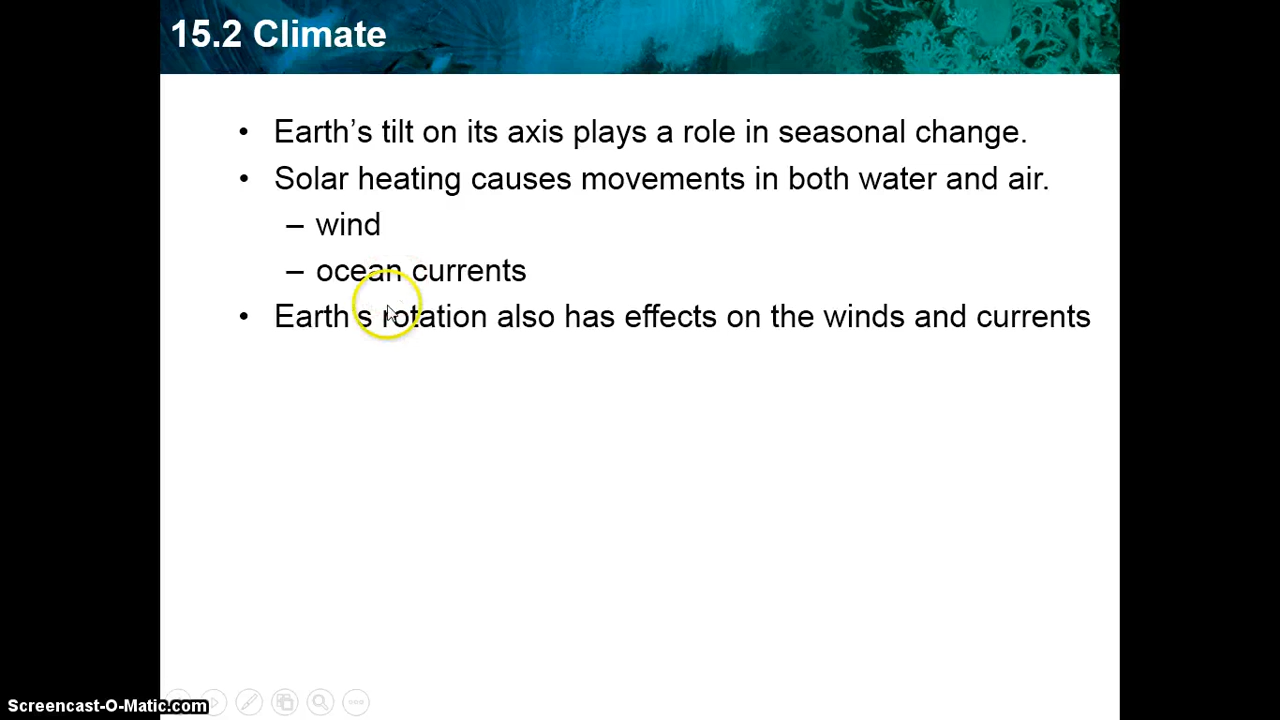 15.2 Climate
• Earth’s tilt on its axis plays a role in seasonal change.
• Solar heating causes movements in both water and air.
– wind
– ocean currents
• Earth’s rotation also has effects on the winds and currents
Screencast-O-Matic.com